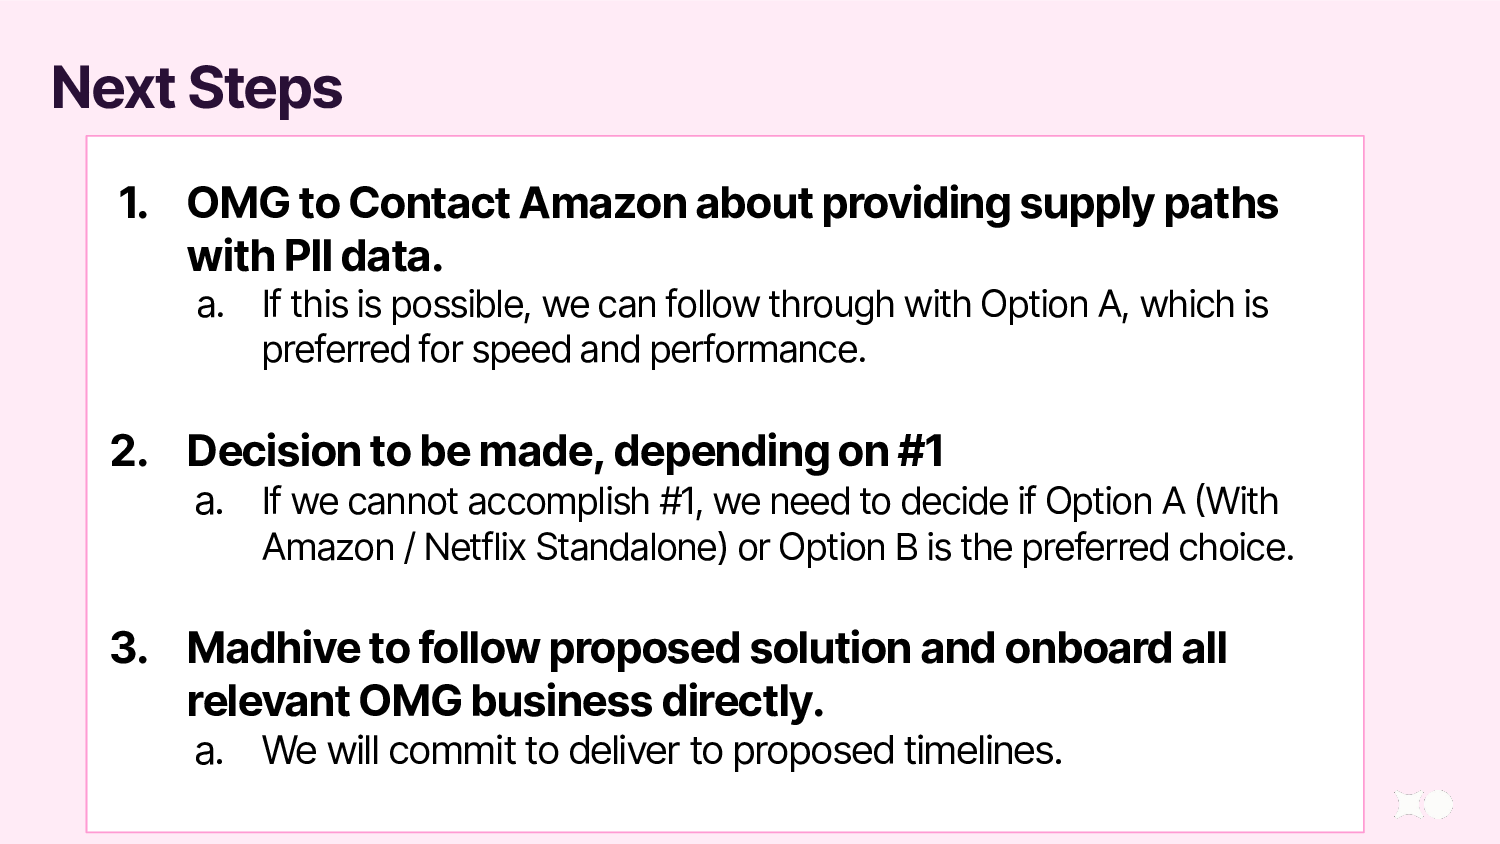 Next Steps
1. OMG to Contact Amazon about providing supply paths
with PII data.
a. If this is possible, we can follow through with Option A, which is
preferred for speed and performance.
2. Decision to be made, depending on #1
a. If we cannot accomplish #1, we need to decide if Option A (With
Amazon / Netflix Standalone) or Option B is the preferred choice.
3. Madhive to follow proposed solution and onboard all
relevant OMG business directly.
a. We will commit to deliver to proposed timelines.